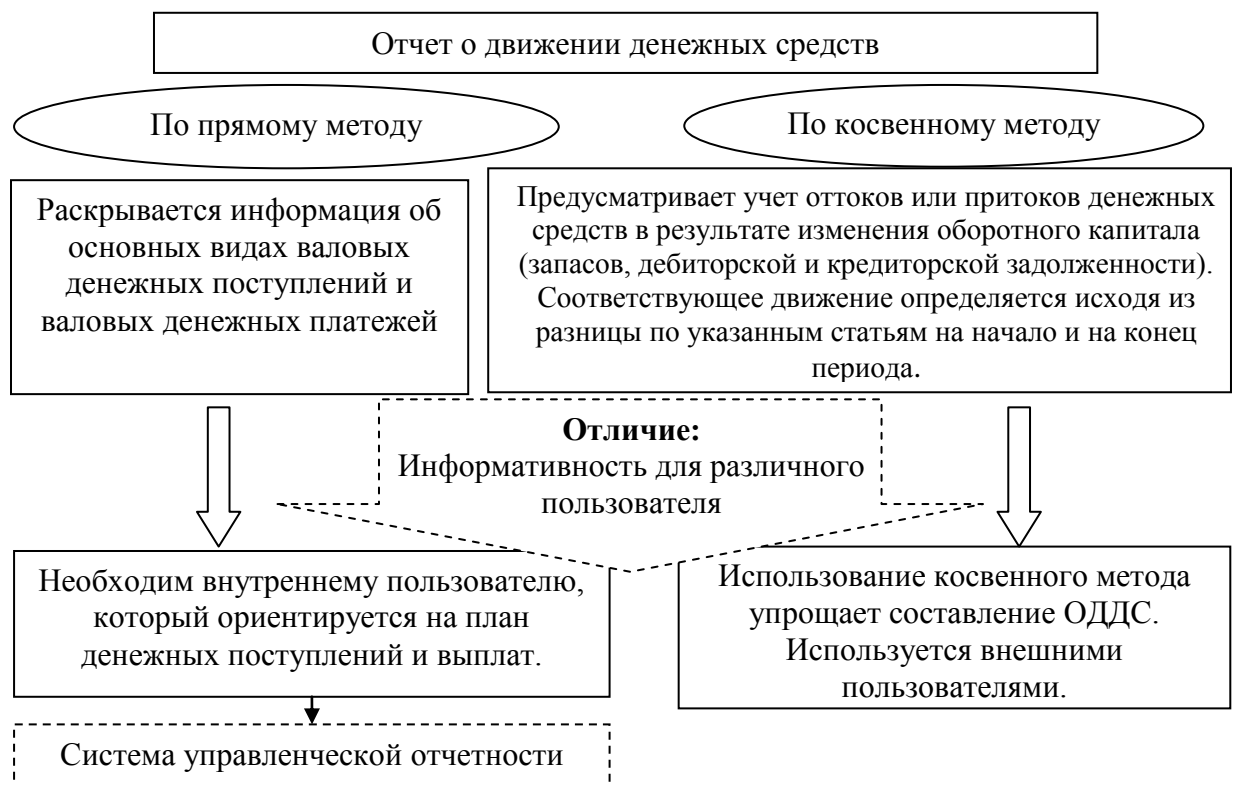 Отчет о движении денежных средств
По прямому методу
По косвенному методу
Раскрывается информация об
основных видах валовых
денежных поступлений и
валовых денежных платежей
Предусматривает учет оттоков или притоков денежных
средств в результате изменения оборотного капитала
(запасов, дебиторской и кредиторской задолженности).
Соответствующее движение определяется исходя из
разницы по указанным статьям на начало и на конец
периода.
Отличие:
Информативность для различного
пользователя
Необходим внутреннему пользователю,
который ориентируется на план
денежных поступлений и выплат.
Использование косвенного метода
упрощает составление ОДДС.
Используется внешними
пользователями.
Система управленческой отчетности